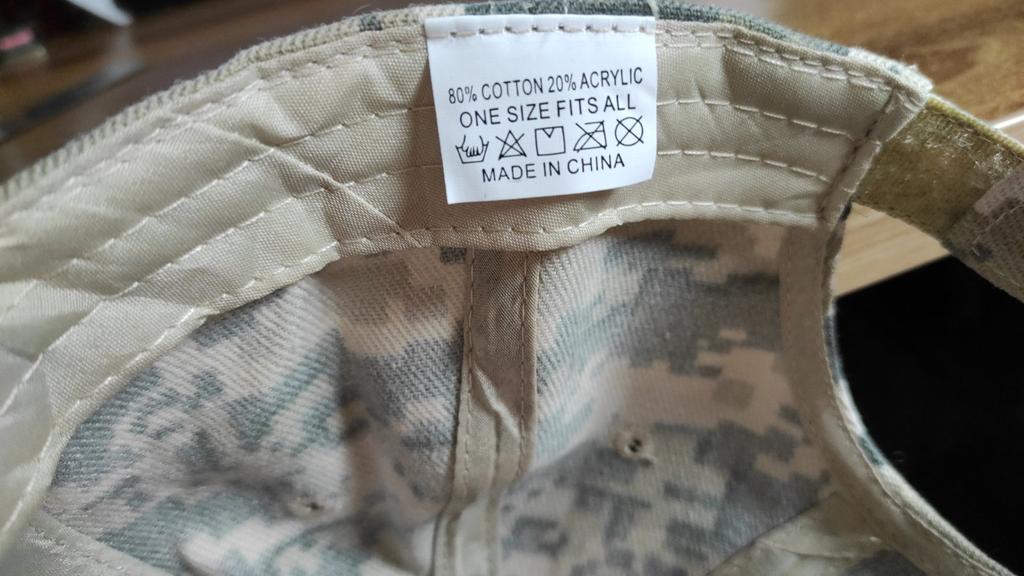 80% COTTON 20% ACRYLIC
ONE SIZE FITS ALL
MADE IN CHINA